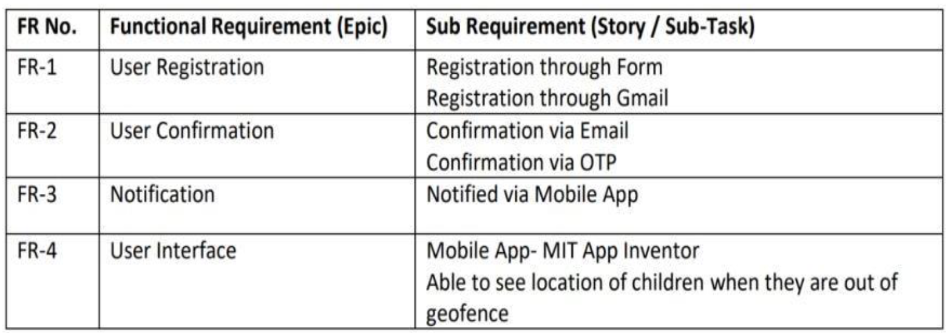 FR No. Functional Requirement (Epic) Sub Requirement (Story / Sub-Task)
FR-1 User Registration Registration through Form
Registration through Gmail
FR-2 User Confirmation Confirmation via Email
Confirmation via OTP
FR-3 Notification Notified via Mobile App
FR-4 User Interface Mobile App- MIT App Inventor
Able to see location of children when they are out of
geofence